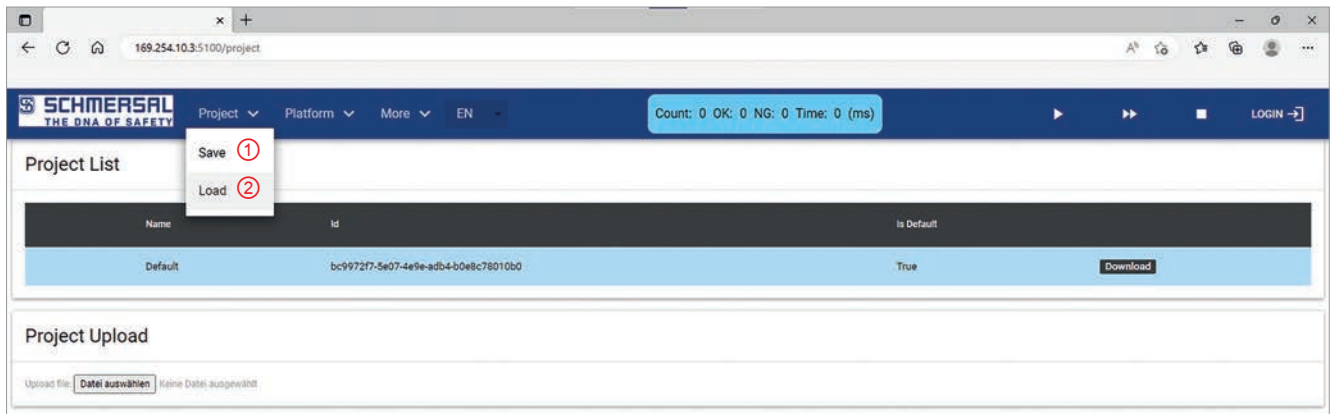 169.254.10.3:5100/project
SCHMERSAL
THE DNA OF SAFETY
Project Platform More EN Count: 0 OK: 0 NG: 0 Time: 0 (ms) LOGIN
Save ①
Project List
Load ②
Name Id Is Default
Default bc9972f7-5e07-4e9e-adb4-b0e8c78010b0 True Download
Project Upload
Upload file: Datei auswählen Keine Datei ausgewählt